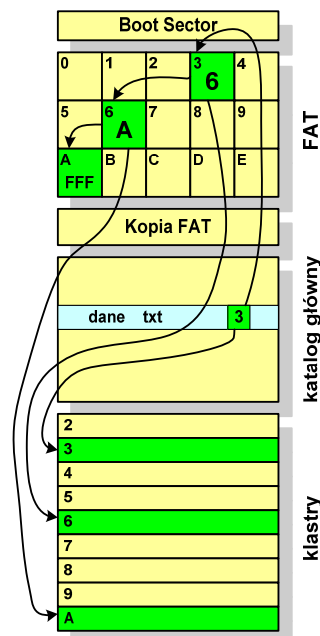 Boot Sector
0 1 2 3 4
6
5 6 7 8 9
A
A B C D E
FFF
FAT
Kopia FAT
dane txt 3
katalog główny
2
3
4
5
6
7
8
9
A
klastry